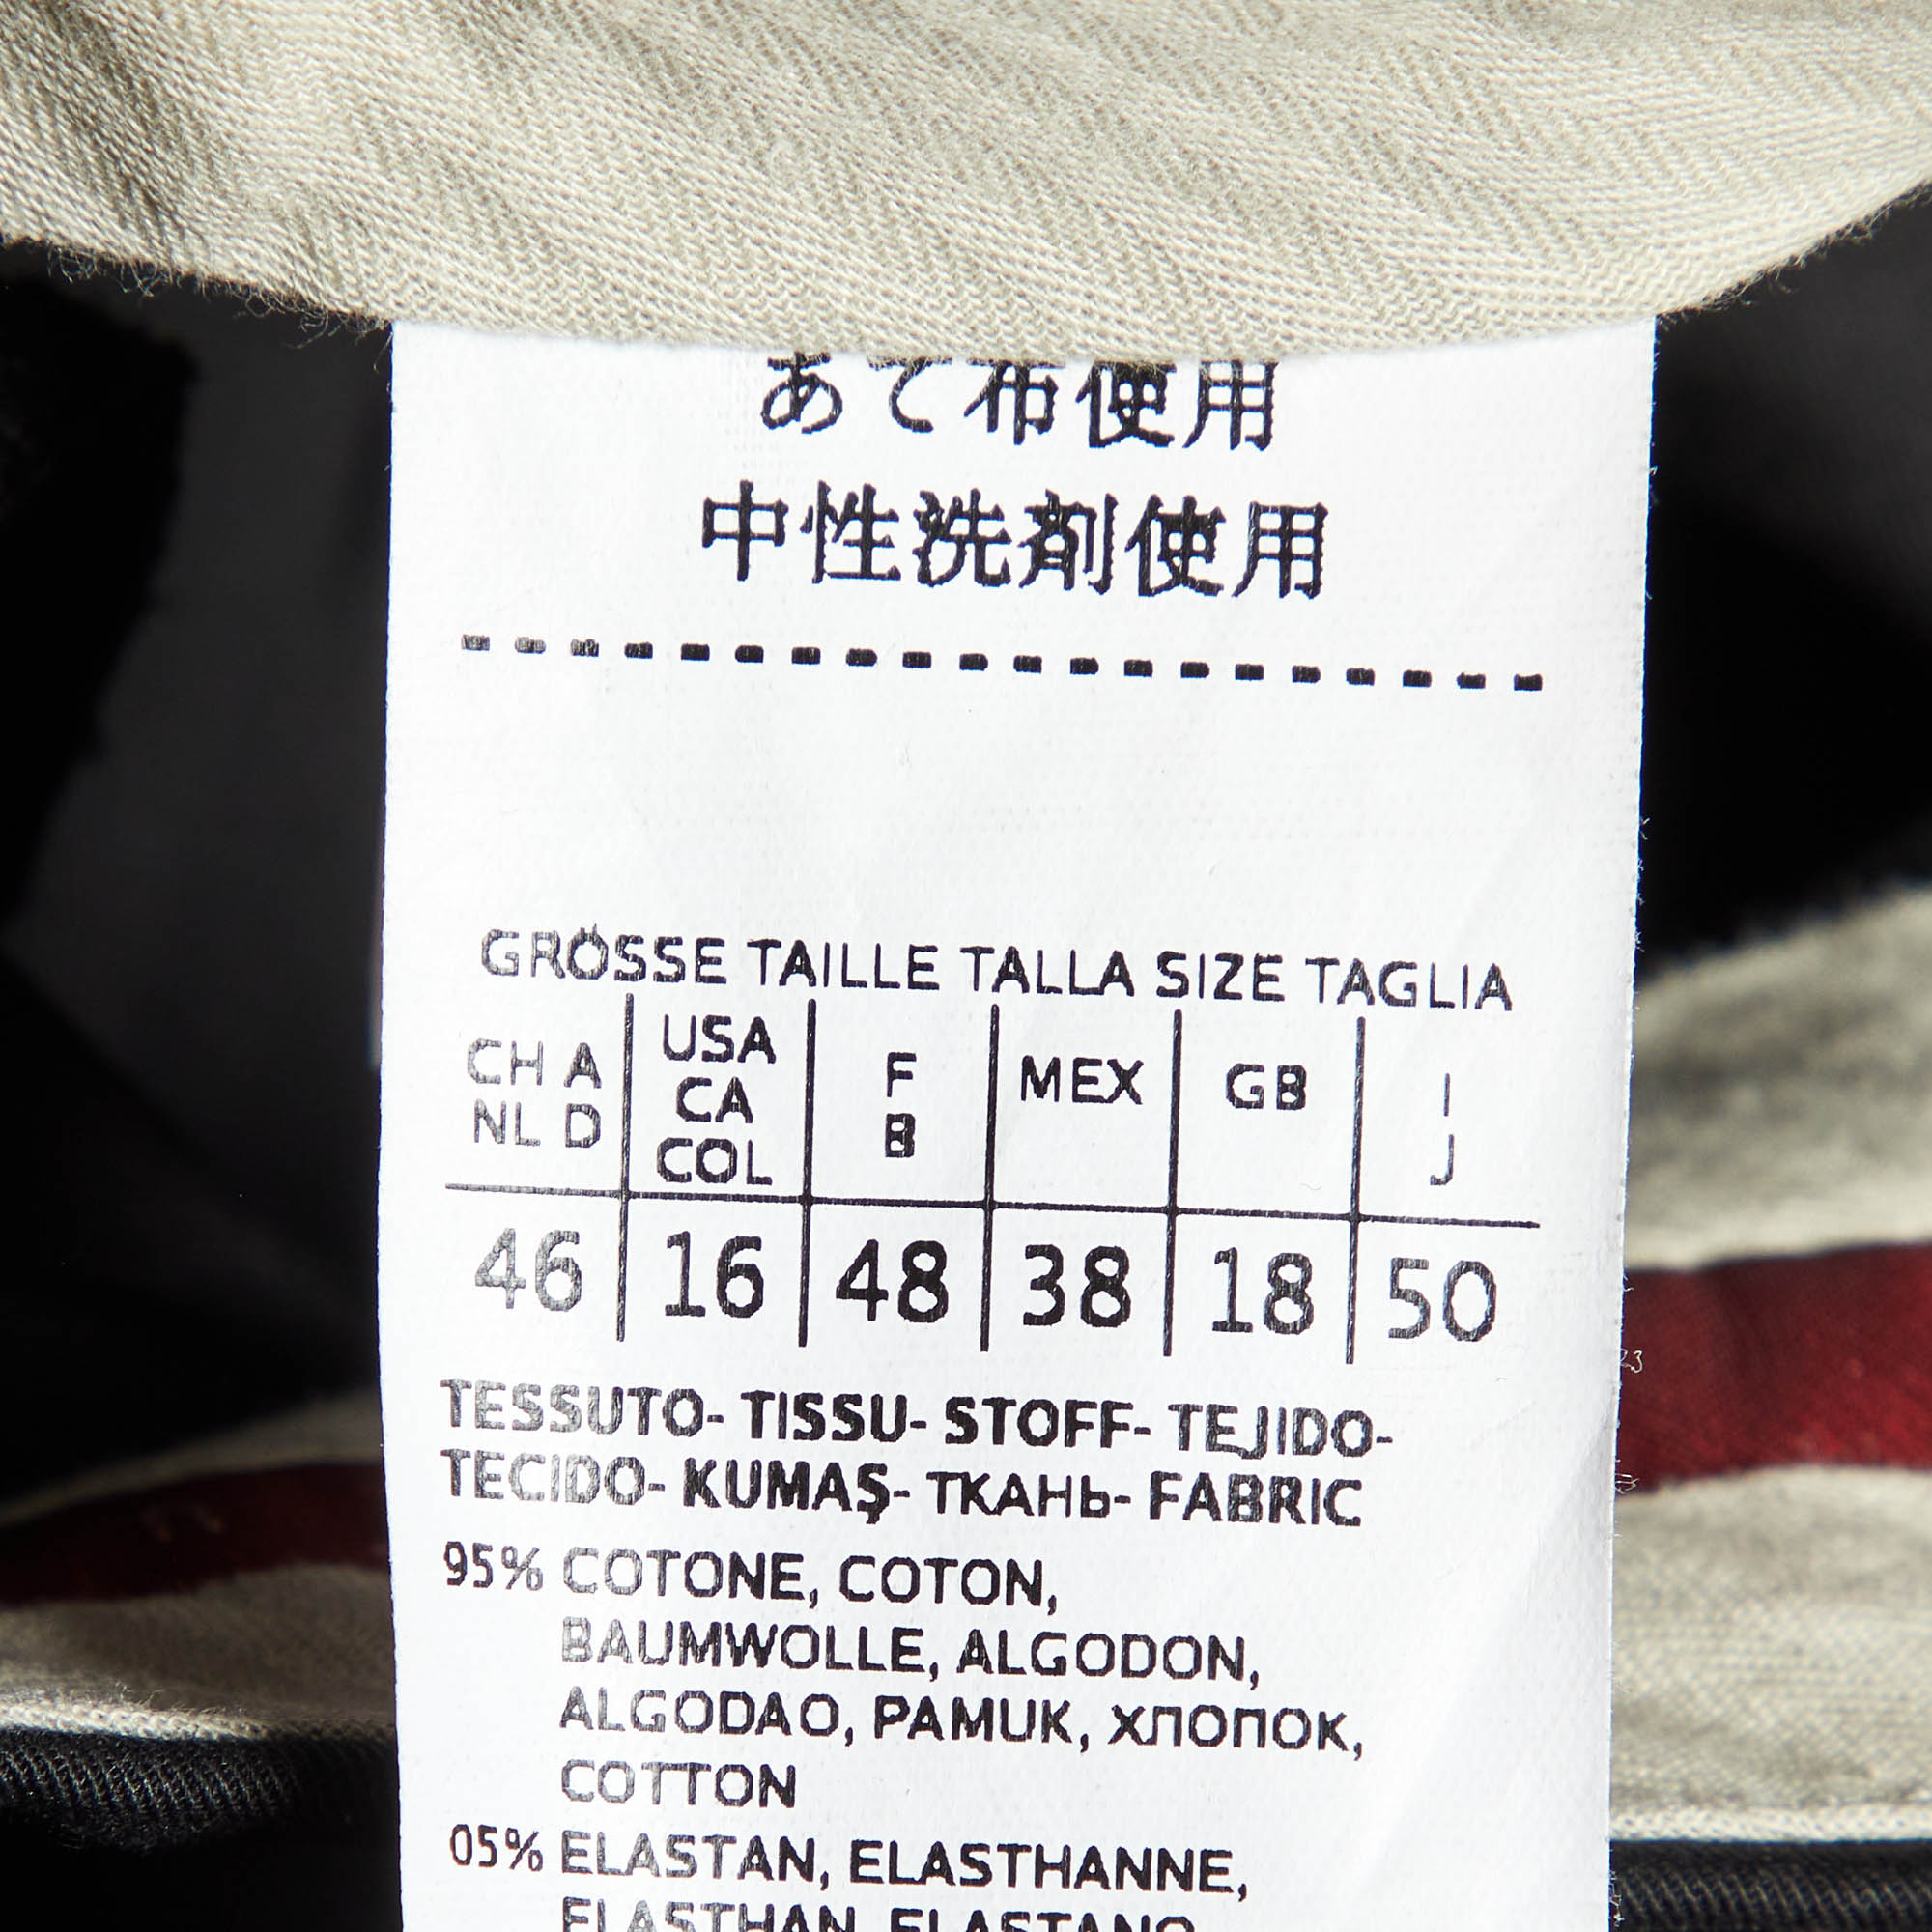 あて布使用
中性洗剤使用
--------------------
GRÖSSE TAILLE TALLA SIZE TAGLIA
CH A NL D | USA CA COL | F B | MEX | GB | I J
46 | 16 | 48 | 38 | 18 | 50
TESSUTO- TISSU- STOFF- TEJIDO-
TECIDO- KUMAŞ- ТКАНЬ- FABRIC
95% COTONE, COTON,
BAUMWOLLE, ALGODON,
ALGODAO, PAMUK, ХЛОПОК,
COTTON
05% ELASTAN, ELASTHANNE,
ELASTHAN, ELASTANO,